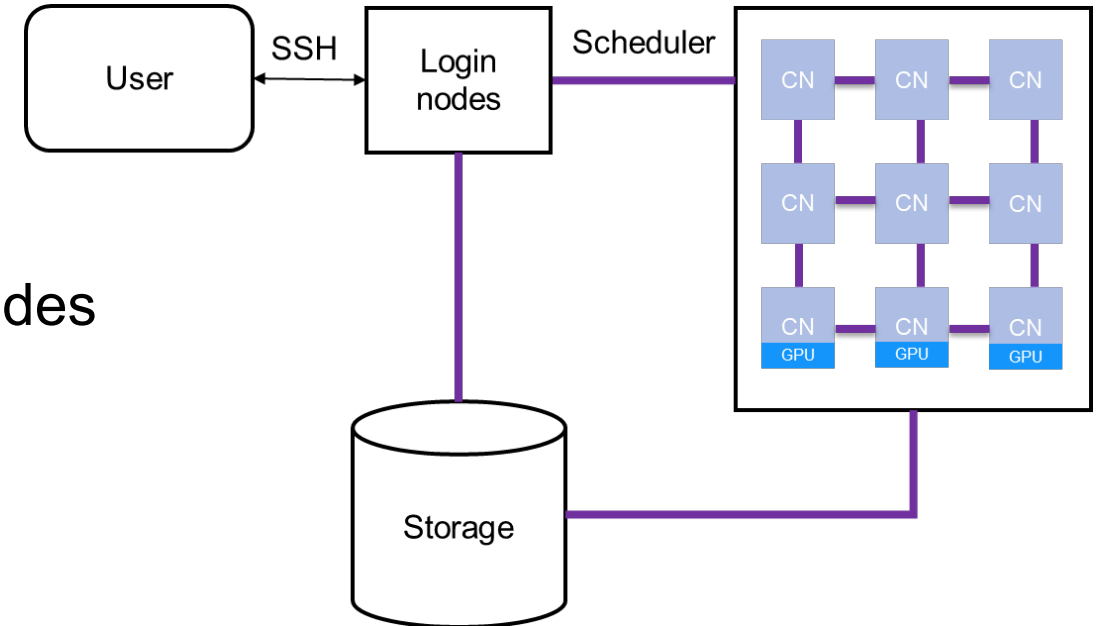 User
SSH
Login
nodes
Scheduler
CN CN CN
CN CN CN
CN CN CN
GPU GPU GPU
des
Storage